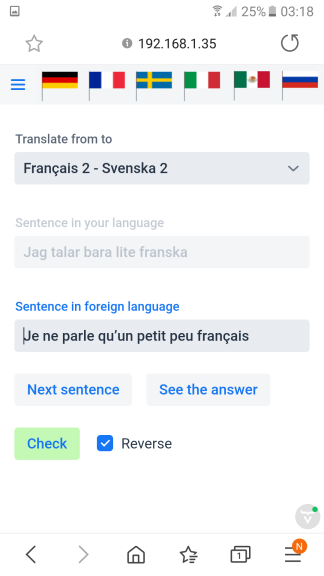 25% 03:18
192.168.1.35
Translate from to
Français 2 - Svenska 2
Sentence in your language
Jag talar bara lite franska
Sentence in foreign language
Je ne parle qu’un petit peu français
Next sentence See the answer
Check Reverse
1 N